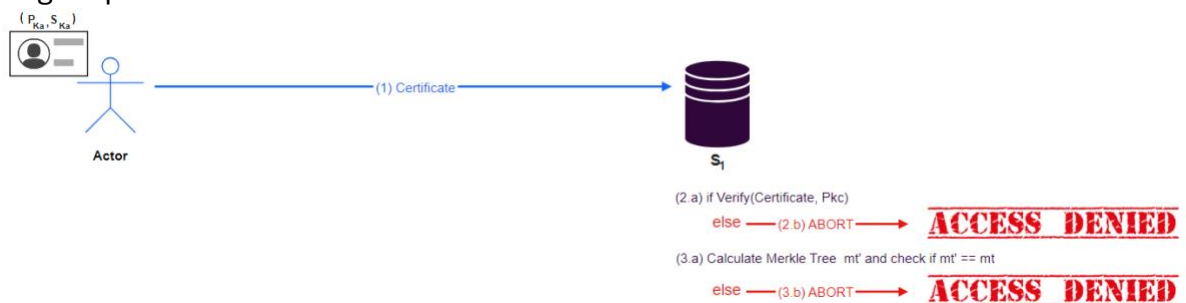 (P_Ka, S_Ka)
(1) Certificate
Actor
S_1
(2.a) if Verify(Certificate, Pkc)
else (2.b) ABORT ACCESS DENIED
(3.a) Calculate Merkle Tree mt' and check if mt' == mt
else (3.b) ABORT ACCESS DENIED